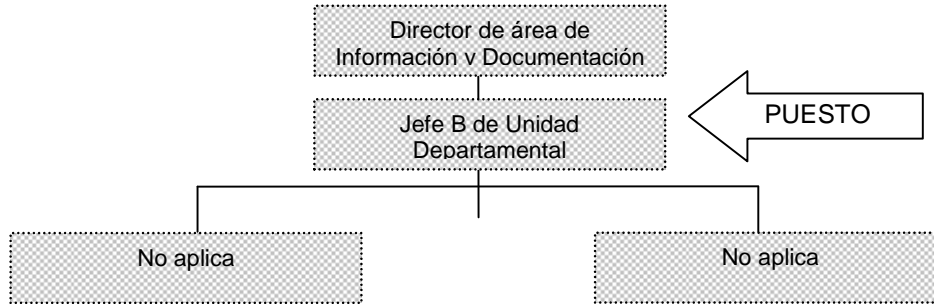 Director de área de
Información v Documentación
Jefe B de Unidad
Departamental
PUESTO
No aplica
No aplica